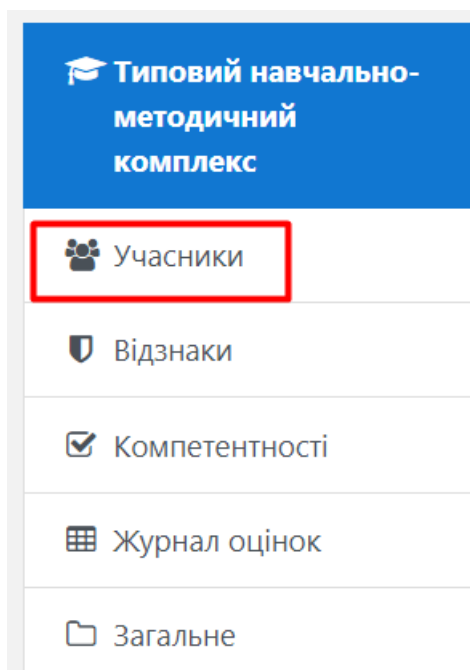 Типовий навчально-
методичний
комплекс
Учасники
Відзнаки
Компетентності
Журнал оцінок
Загальне